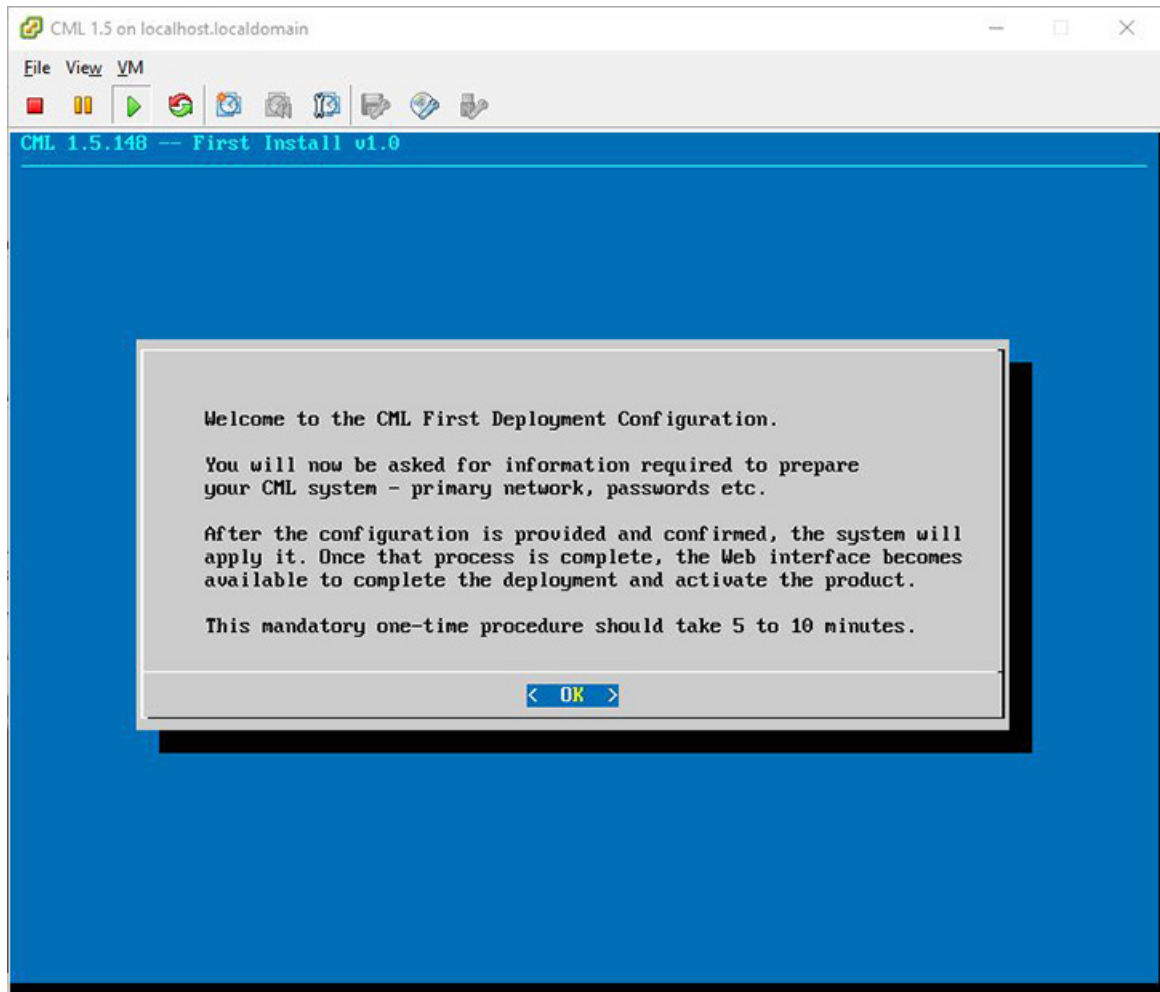 CML 1.5 on localhost.localdomain
File View VM
CML 1.5.148 -- First Install v1.0
Welcome to the CML First Deployment Configuration.
You will now be asked for information required to prepare
your CML system - primary network, passwords etc.
After the configuration is provided and confirmed, the system will
apply it. Once that process is complete, the Web interface becomes
available to complete the deployment and activate the product.
This mandatory one-time procedure should take 5 to 10 minutes.
< OK >